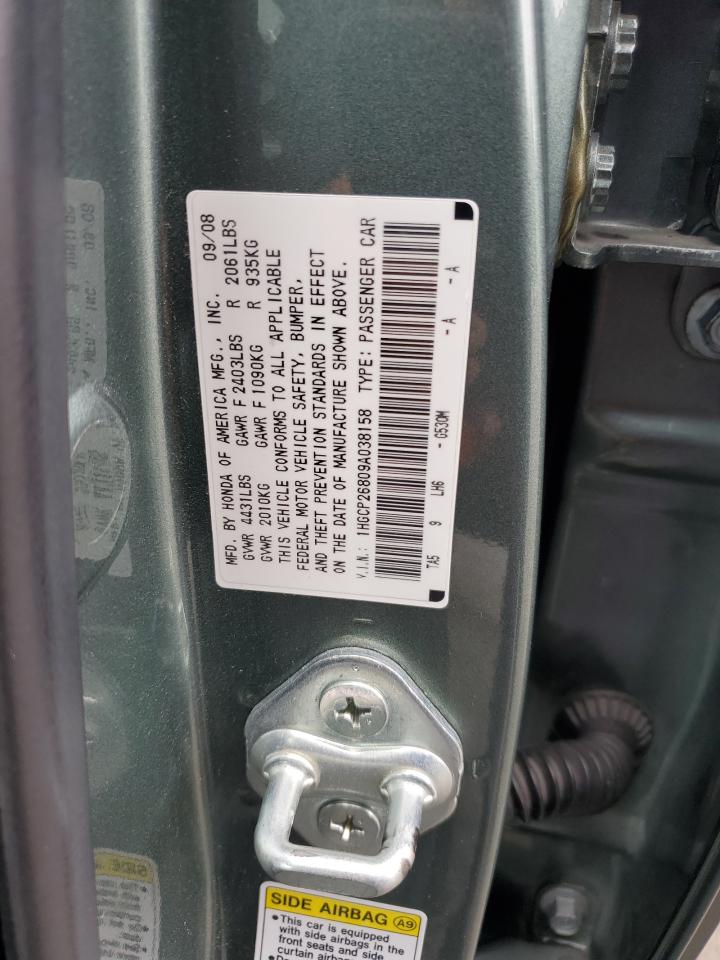 MFD. BY HONDA OF AMERICA MFG., INC. 09/08
GVWR 4431LBS GAWR F 2403LBS R 2061LBS
GVWR 2010KG GAWR F 1090KG R 935KG
THIS VEHICLE CONFORMS TO ALL APPLICABLE
FEDERAL MOTOR VEHICLE SAFETY, BUMPER,
AND THEFT PREVENTION STANDARDS IN EFFECT
ON THE DATE OF MANUFACTURE SHOWN ABOVE.
V.I.N.: 1HGCP26809A038158 TYPE: PASSENGER CAR
TA5 9 LH6 - G530M - A - A
SIDE AIRBAG A9
• This car is equipped
with side airbags in the
front seats and side
curtain